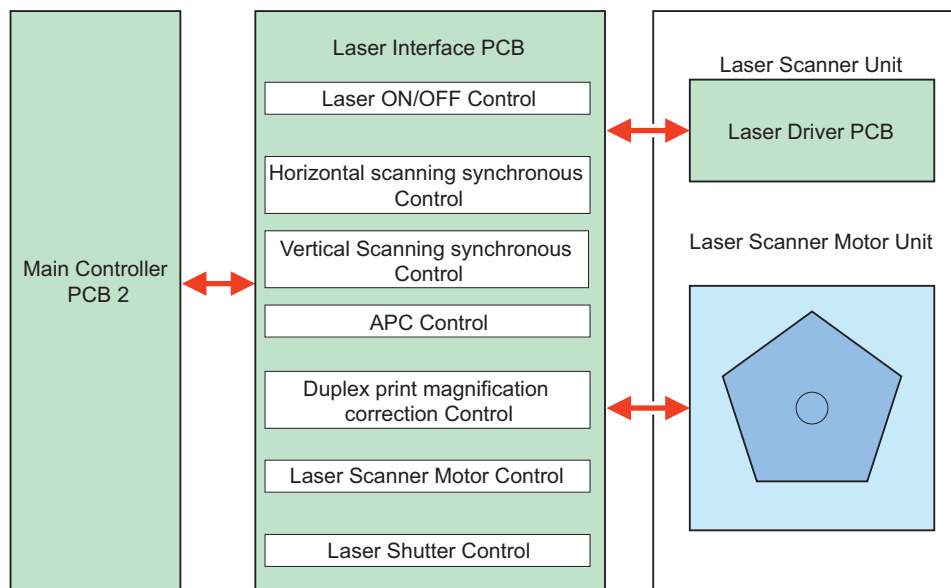 Main Controller
PCB 2
Laser Interface PCB
Laser ON/OFF Control
Horizontal scanning synchronous
Control
Vertical Scanning synchronous
Control
APC Control
Duplex print magnification
correction Control
Laser Scanner Motor Control
Laser Shutter Control
Laser Scanner Unit
Laser Driver PCB
Laser Scanner Motor Unit